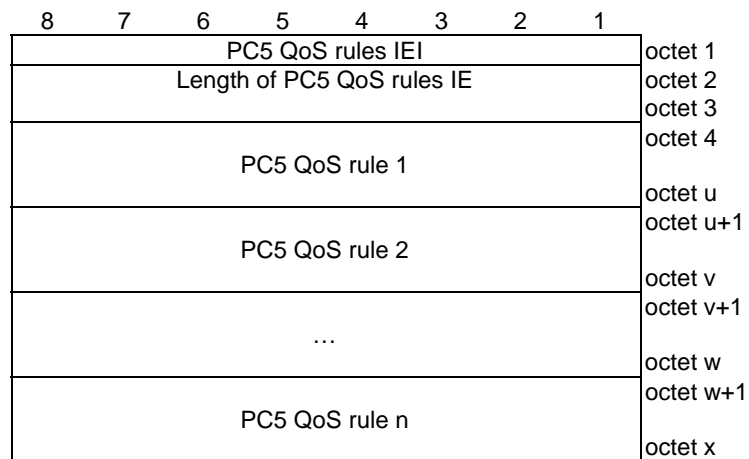 8 7 6 5 4 3 2 1
PC5 QoS rules IEI octet 1
Length of PC5 QoS rules IE octet 2
octet 3
octet 4
PC5 QoS rule 1
octet u
octet u+1
PC5 QoS rule 2
octet v
octet v+1
…
octet w
octet w+1
PC5 QoS rule n
octet x